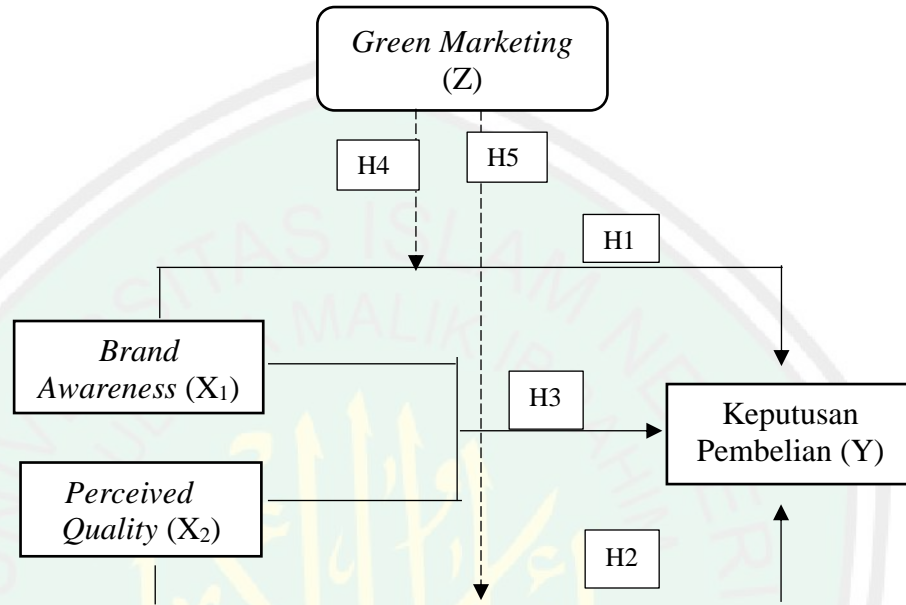 Green Marketing
(Z)
H4
H5
H1
Brand
Awareness (X₁)
H3
Keputusan
Pembelian (Y)
Perceived
Quality (X₂)
H2